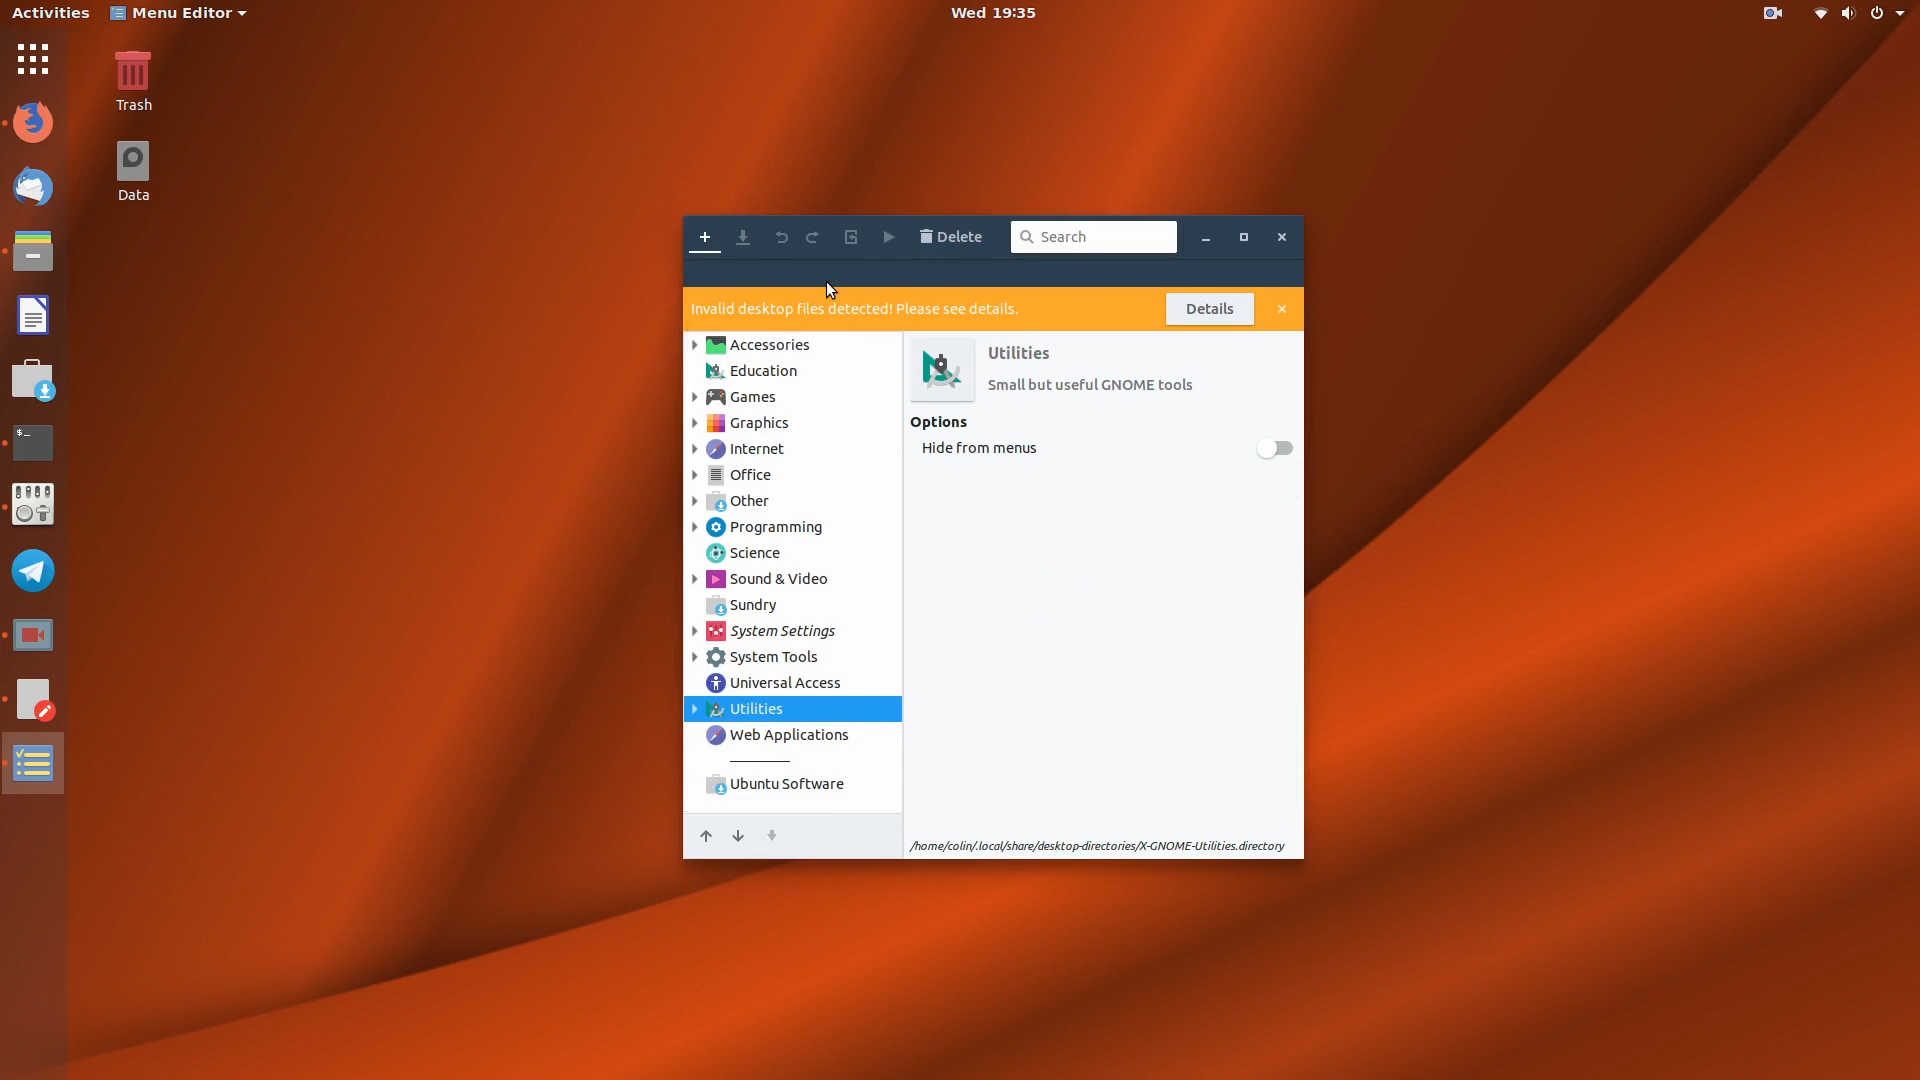 Activities Menu Editor Wed 19:35
Trash
Data
Delete Search
Invalid desktop files detected! Please see details. Details
Accessories
Education
Games
Graphics
Internet
Office
Other
Programming
Science
Sound & Video
Sundry
System Settings
System Tools
Universal Access
Utilities
Web Applications
Ubuntu Software
Utilities
Small but useful GNOME tools
Options
Hide from menus
/home/colin/.local/share/desktop-directories/X-GNOME-Utilities.directory
$_